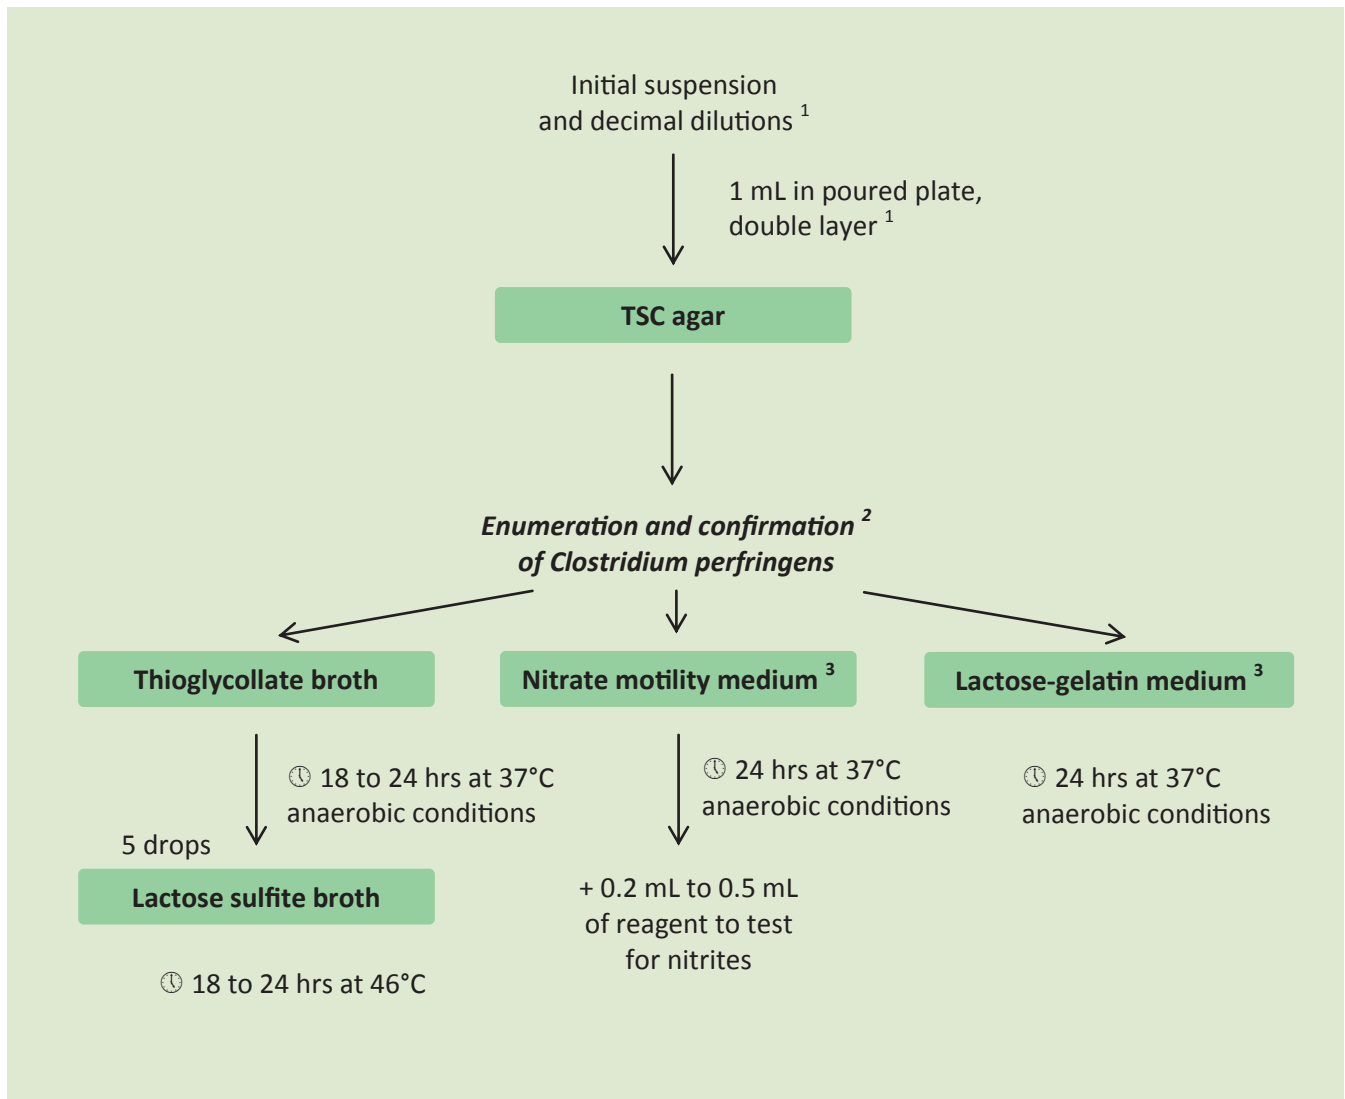 Initial suspension
and decimal dilutions 1
1 mL in poured plate,
double layer 1
TSC agar
Enumeration and confirmation 2
of Clostridium perfringens
Thioglycollate broth
Nitrate motility medium 3
Lactose-gelatin medium 3
18 to 24 hrs at 37°C
anaerobic conditions
24 hrs at 37°C
anaerobic conditions
24 hrs at 37°C
anaerobic conditions
5 drops
Lactose sulfite broth
+ 0.2 mL to 0.5 mL
of reagent to test
for nitrites
18 to 24 hrs at 46°C